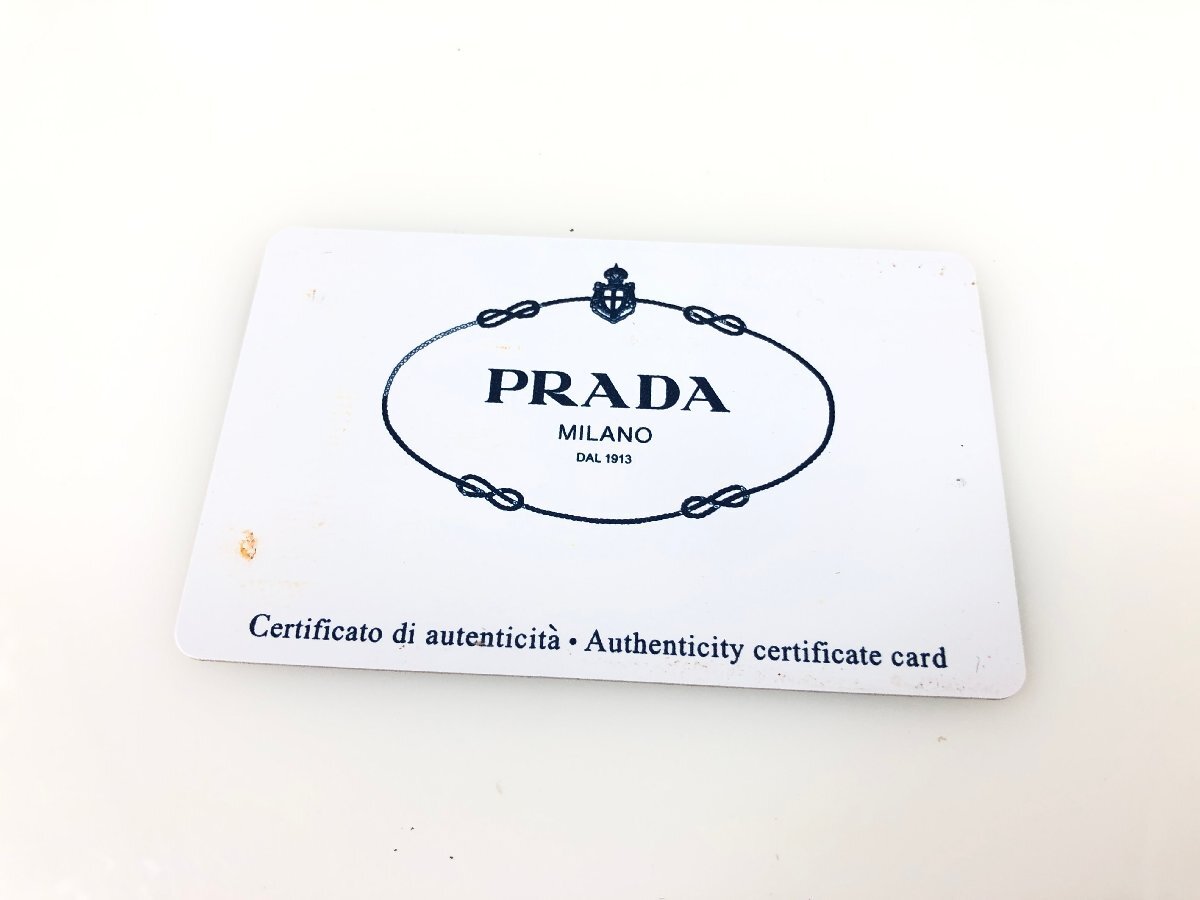 PRADA
MILANO
DAL 1913
Certificato di autenticità • Authenticity certificate card